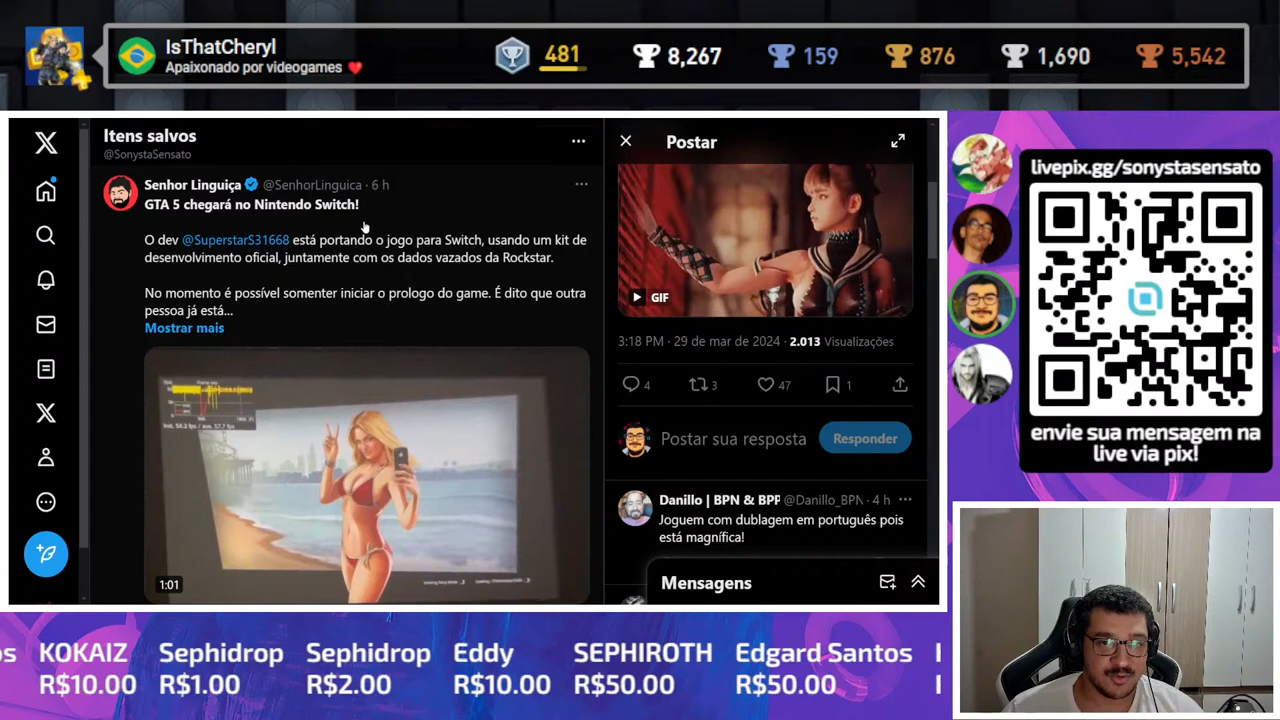 IsThatCheryl
Apaixonado por videogames ❤
481
8,267
159
876
1,690
5,542
Itens salvos
@SonystaSensato
Senhor Linguiça @SenhorLinguica · 6 h
GTA 5 chegará no Nintendo Switch!
O dev @SuperstarS31668 está portando o jogo para Switch, usando um kit de
desenvolvimento oficial, juntamente com os dados vazados da Rockstar.
No momento é possível somente iniciar o prologo do game. É dito que outra
pessoa já está...
Mostrar mais
1:01
Postar
GIF
3:18 PM · 29 de mar de 2024 · 2.013 Visualizações
4
3
47
1
Postar sua resposta
Responder
Danillo | BPN & BPF @Danillo_BPN · 4 h
Joguem com dublagem em português pois
está magnífica!
Mensagens
livepix.gg/sonystasensato
envie sua mensagem na
live via pix!
os KOKAIZ Sephidrop Sephidrop Eddy SEPHIROTH Edgard Santos
R$10.00 R$1.00 R$2.00 R$10.00 R$50.00 R$50.00